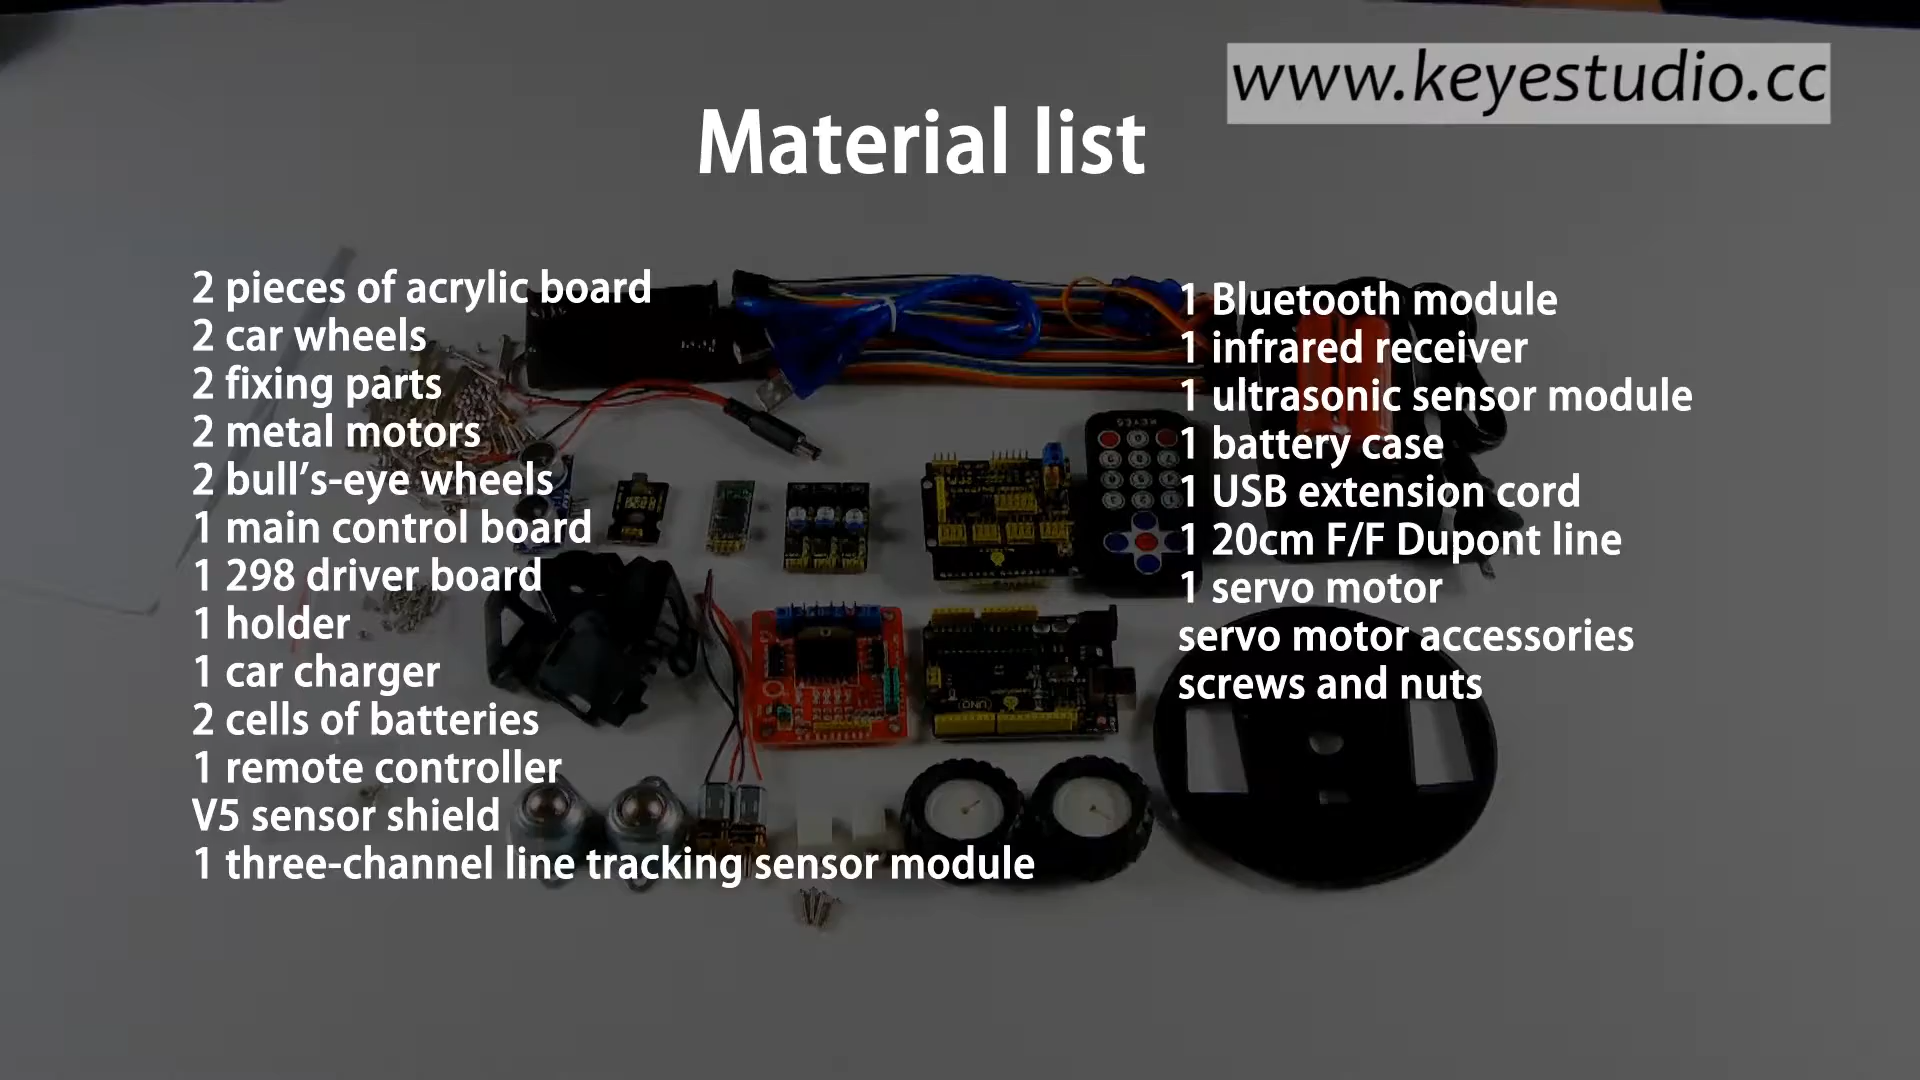 www.keyestudio.cc
Material list
2 pieces of acrylic board
2 car wheels
2 fixing parts
2 metal motors
2 bull’s-eye wheels
1 main control board
1 298 driver board
1 holder
1 car charger
2 cells of batteries
1 remote controller
V5 sensor shield
1 three-channel line tracking sensor module
1 Bluetooth module
1 infrared receiver
1 ultrasonic sensor module
1 battery case
1 USB extension cord
1 20cm F/F Dupont line
1 servo motor
servo motor accessories
screws and nuts
KEYES
UNO